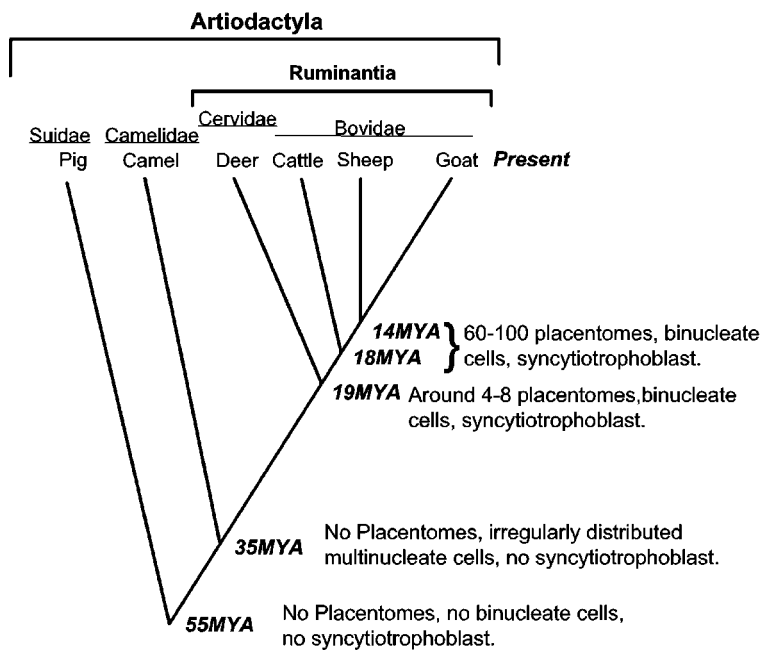 Artiodactyla
Ruminantia
Cervidae
Bovidae
Suidae Camelidae
Pig Camel Deer Cattle Sheep Goat Present
14MYA } 60-100 placentomes, binucleate
18MYA cells, syncytiotrophoblast.
19MYA Around 4-8 placentomes,binucleate
cells, syncytiotrophoblast.
35MYA No Placentomes, irregularly distributed
multinucleate cells, no syncytiotrophoblast.
55MYA No Placentomes, no binucleate cells,
no syncytiotrophoblast.